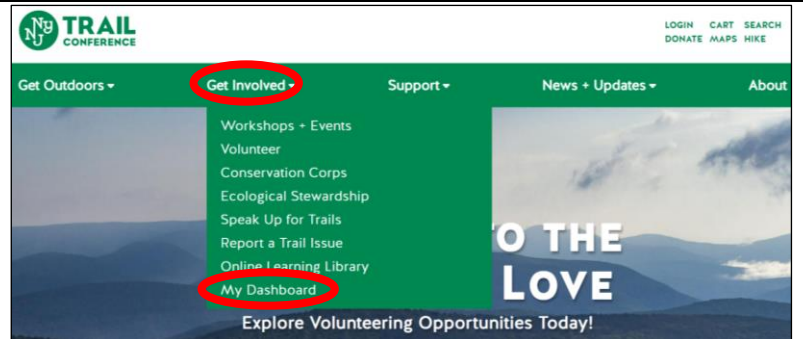 NY NJ TRAIL
CONFERENCE
LOGIN CART SEARCH
DONATE MAPS HIKE
Get Outdoors Get Involved Support News + Updates About
Workshops + Events
Volunteer
Conservation Corps
Ecological Stewardship
Speak Up for Trails
Report a Trail Issue
Online Learning Library
My Dashboard
O THE
LOVE
Explore Volunteering Opportunities Today!